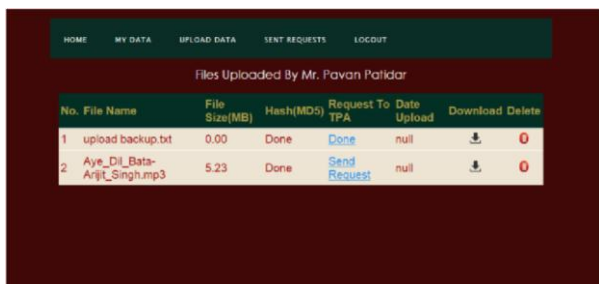 HOME MY DATA UPLOAD DATA SENT REQUESTS LOGOUT
Files Uploaded By Mr. Pavan Patidar
No. File Name File Size(MB) Hash(MD5) Request To TPA Date Upload Download Delete
1 upload backup.txt 0.00 Done Done null
2 Aye_Dil_Bata-Arijit_Singh.mp3 5.23 Done Send Request null